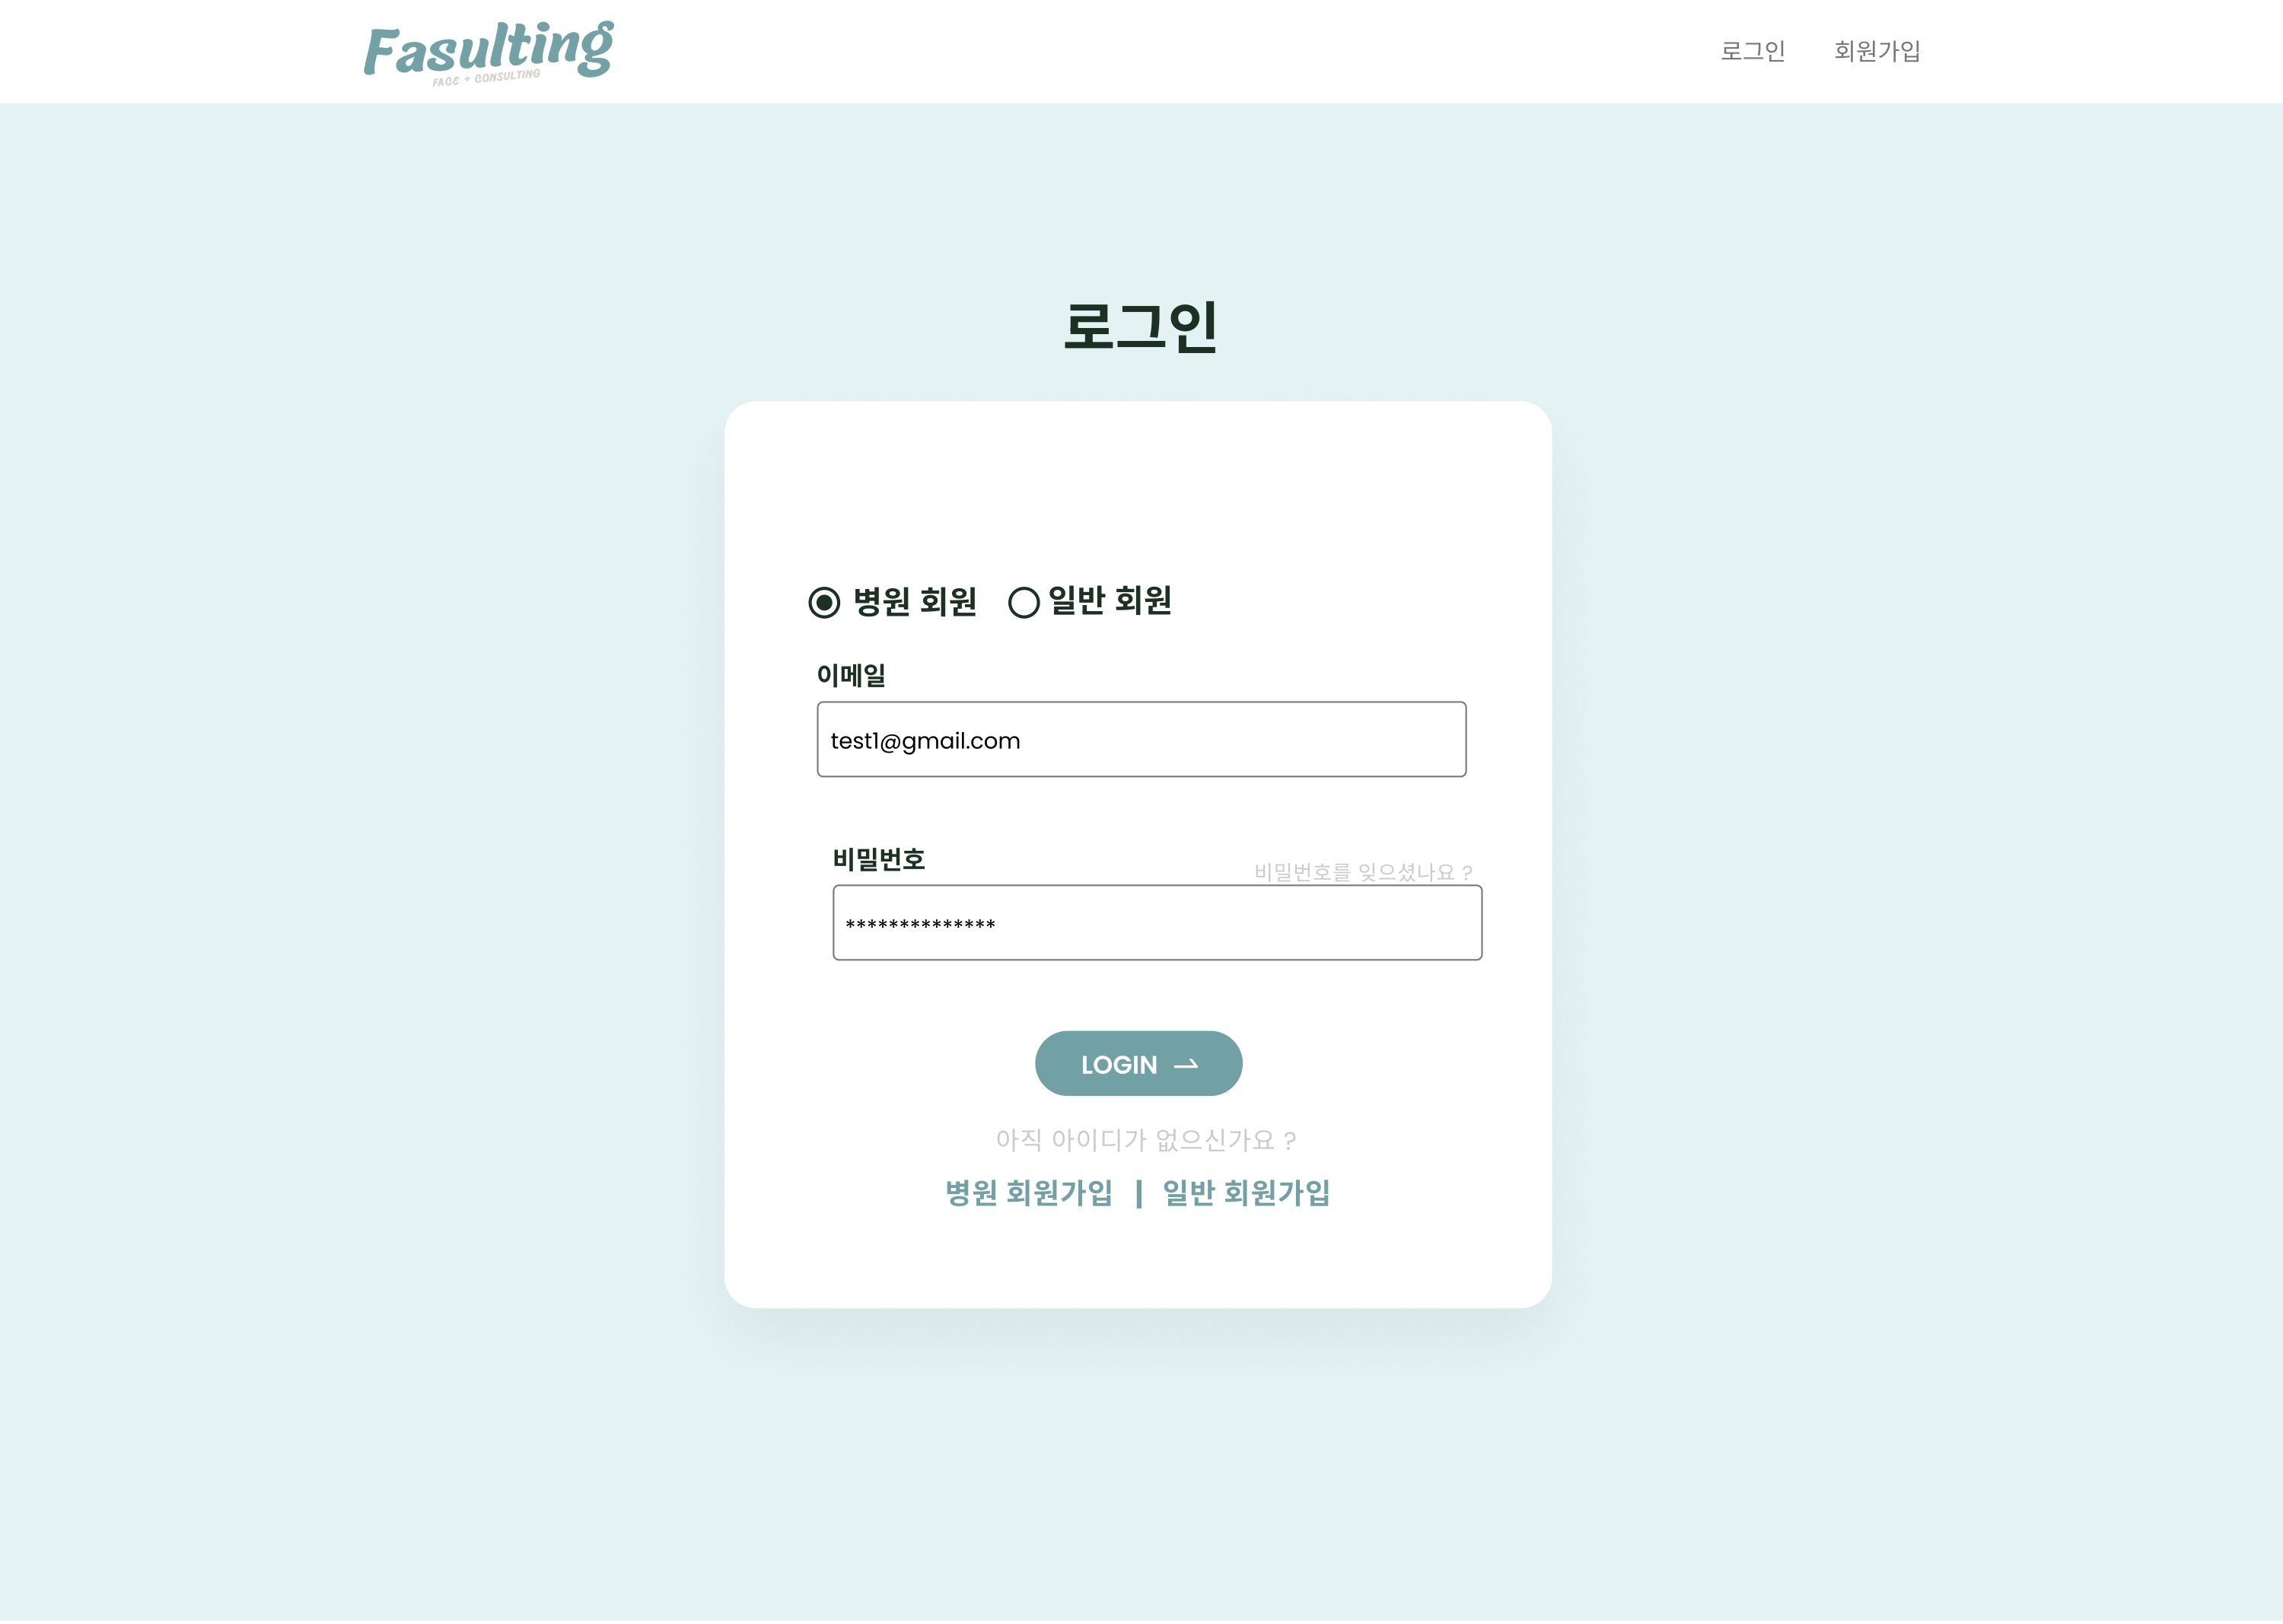 Fasulting
FACE + CONSULTING
로그인 회원가입
로그인
병원 회원 일반 회원
이메일
test1@gmail.com
비밀번호
비밀번호를 잊으셨나요 ?
**************
LOGIN
아직 아이디가 없으신가요 ?
병원 회원가입 | 일반 회원가입